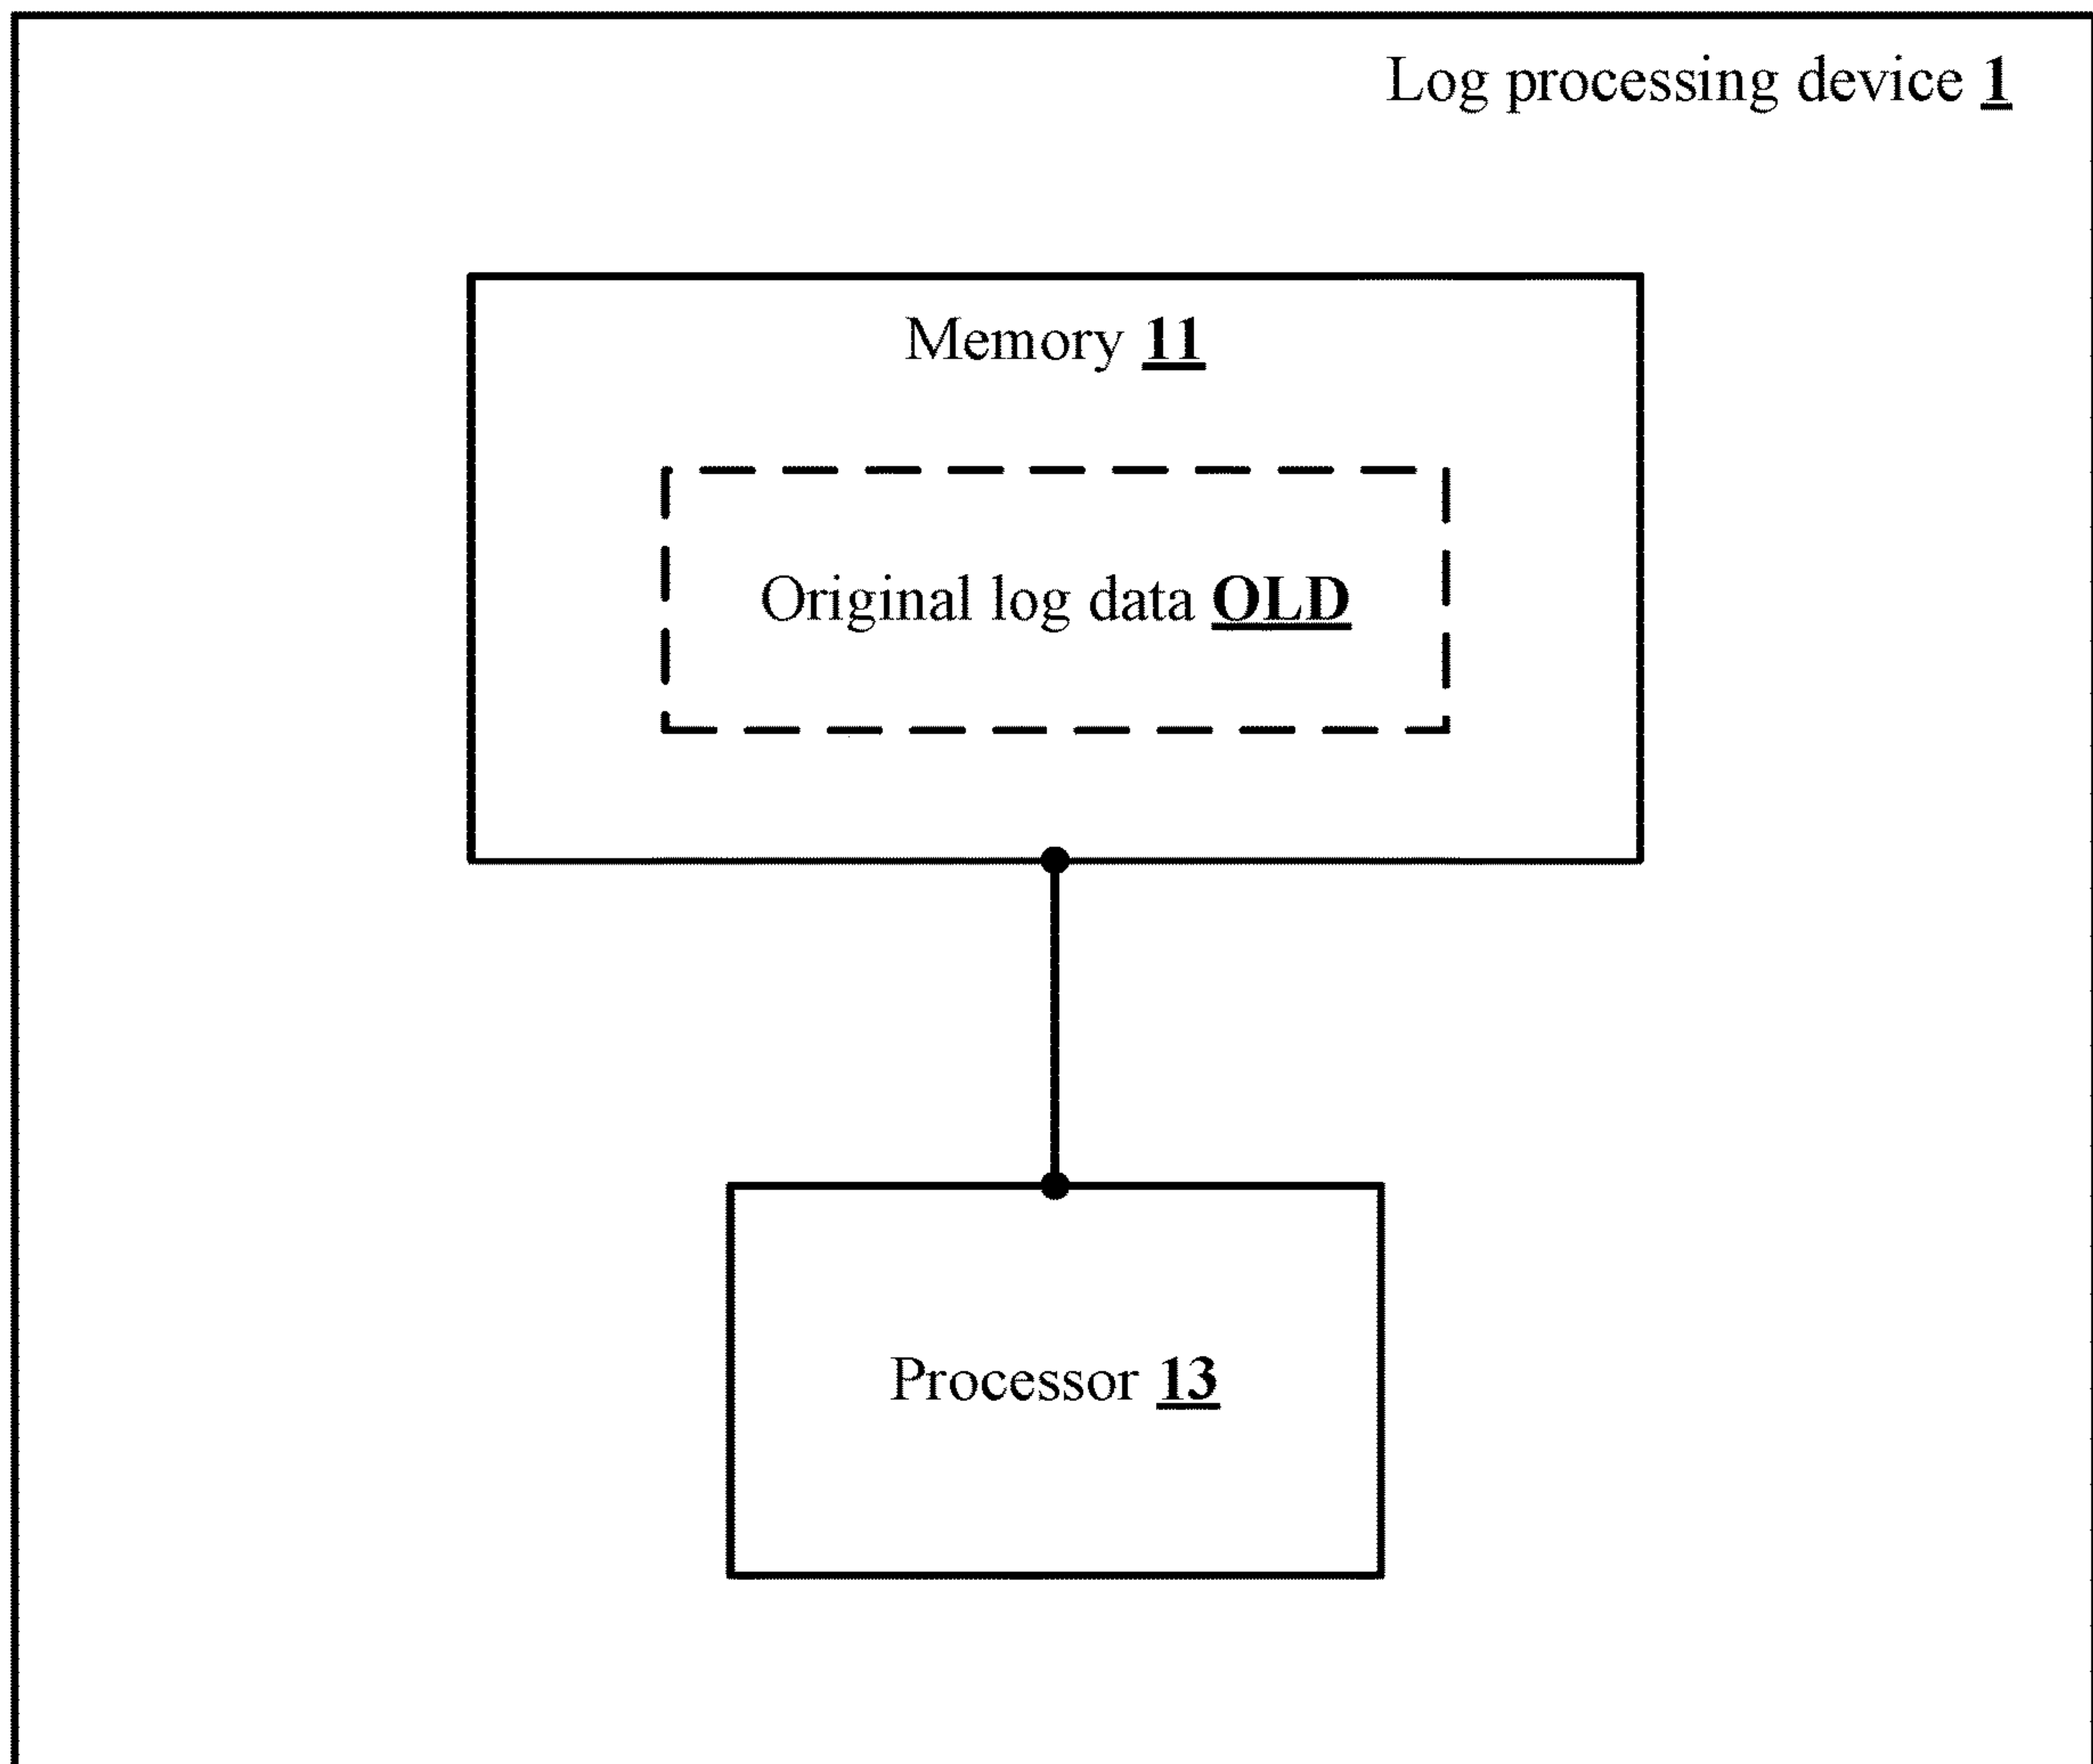 Log processing device 1
Memory 11
Original log data OLD
Processor 13